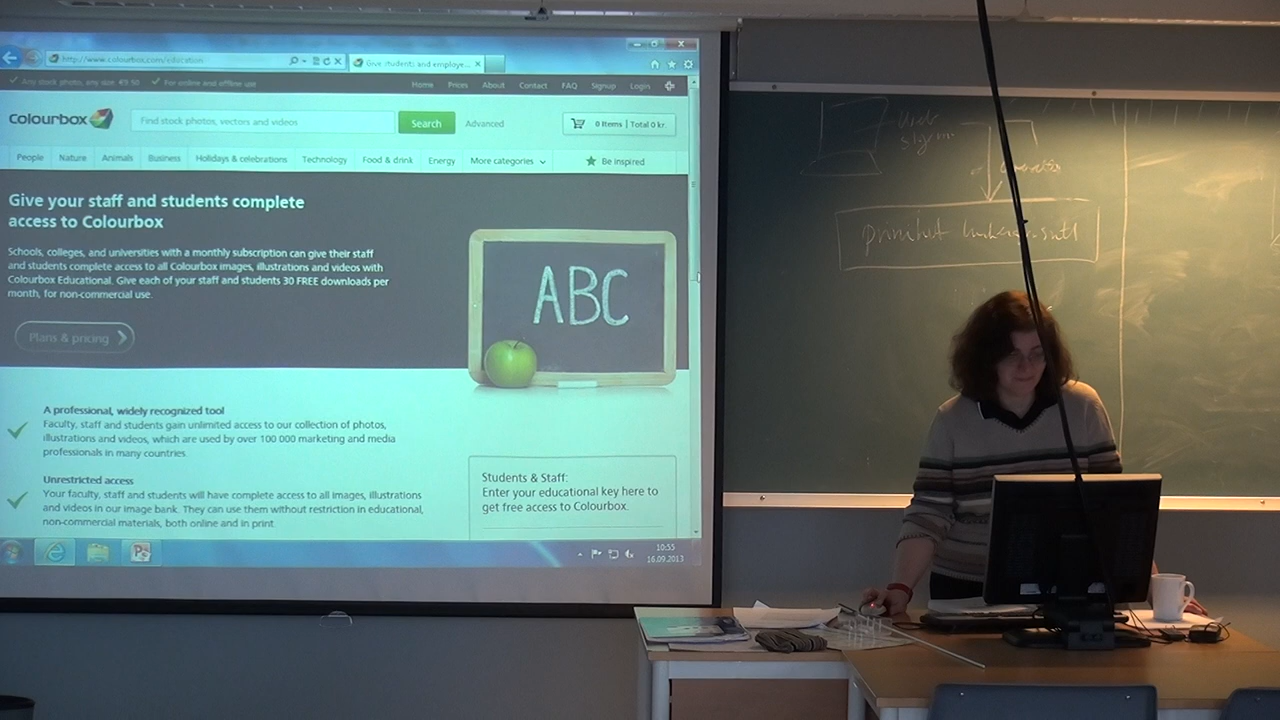 http://www.colourbox.com/education
Give students and employe...
Any stock photo, any size €9.50
For online and offline use
Home Prices About Contact FAQ Signup Login
Colourbox
Find stock photos, vectors and videos
Search
Advanced
0 Items | Total 0 kr.
People Nature Animals Business Holidays & celebrations Technology Food & drink Energy More categories
Be inspired
Give your staff and students complete
access to Colourbox
Schools, colleges, and universities with a monthly subscription can give their staff
and students complete access to all Colourbox images, illustrations and videos with
Colourbox Educational. Give each of your staff and students 30 FREE downloads per
month, for non-commercial use.
Plans & pricing
ABC
A professional, widely recognized tool
Faculty, staff and students gain unlimited access to our collection of photos,
illustrations and videos, which are used by over 100 000 marketing and media
professionals in many countries.
Unrestricted access
Your faculty, staff and students will have complete access to all images, illustrations
and videos in our image bank. They can use them without restriction in educational,
non-commercial materials, both online and in print.
Students & Staff:
Enter your educational key here to
get free access to Colourbox.
10:55
16.09.2013